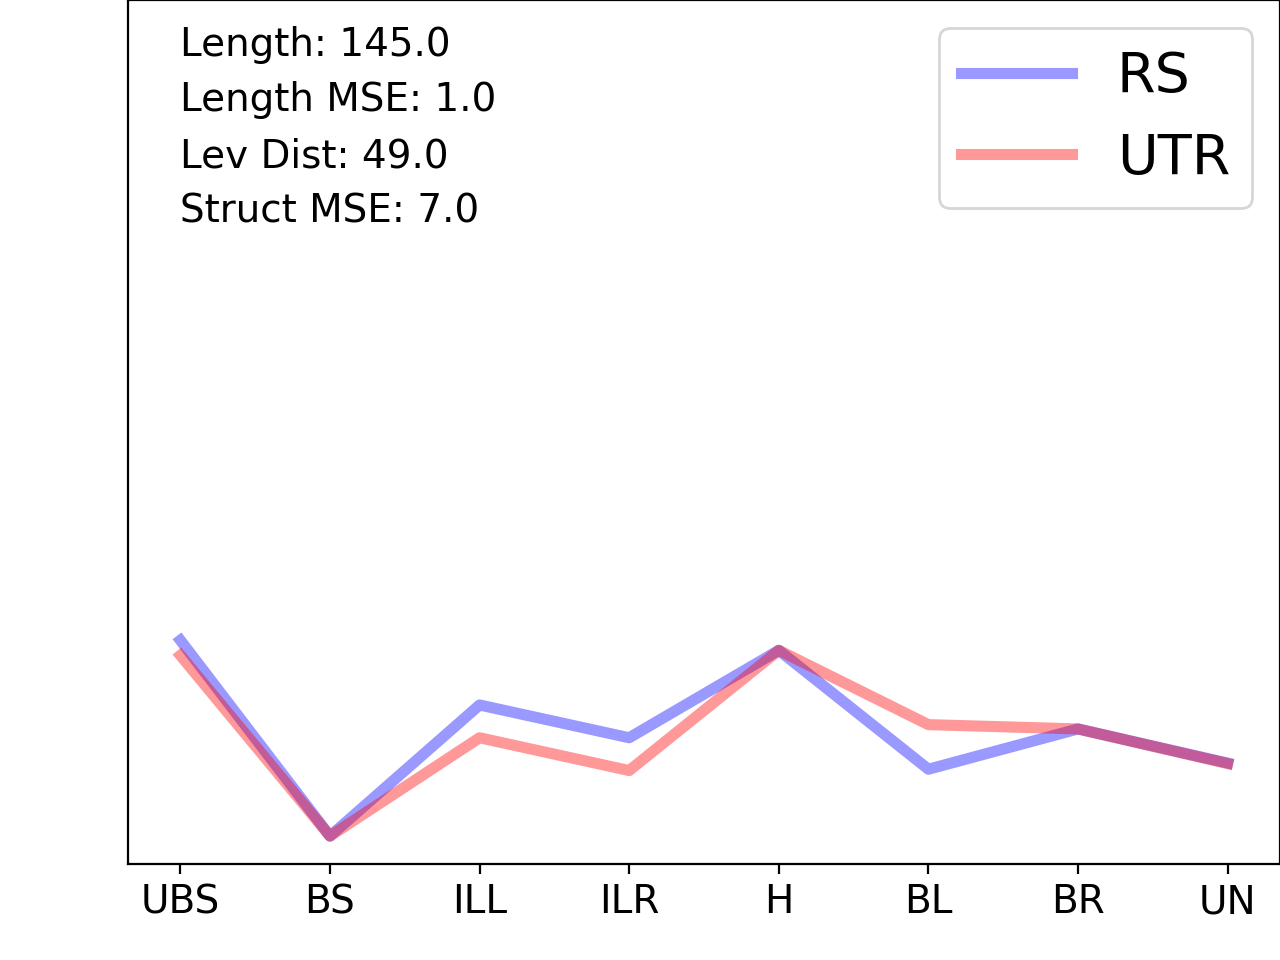 Length: 145.0
Length MSE: 1.0
Lev Dist: 49.0
Struct MSE: 7.0
RS
UTR
UBS BS ILL ILR H BL BR UN